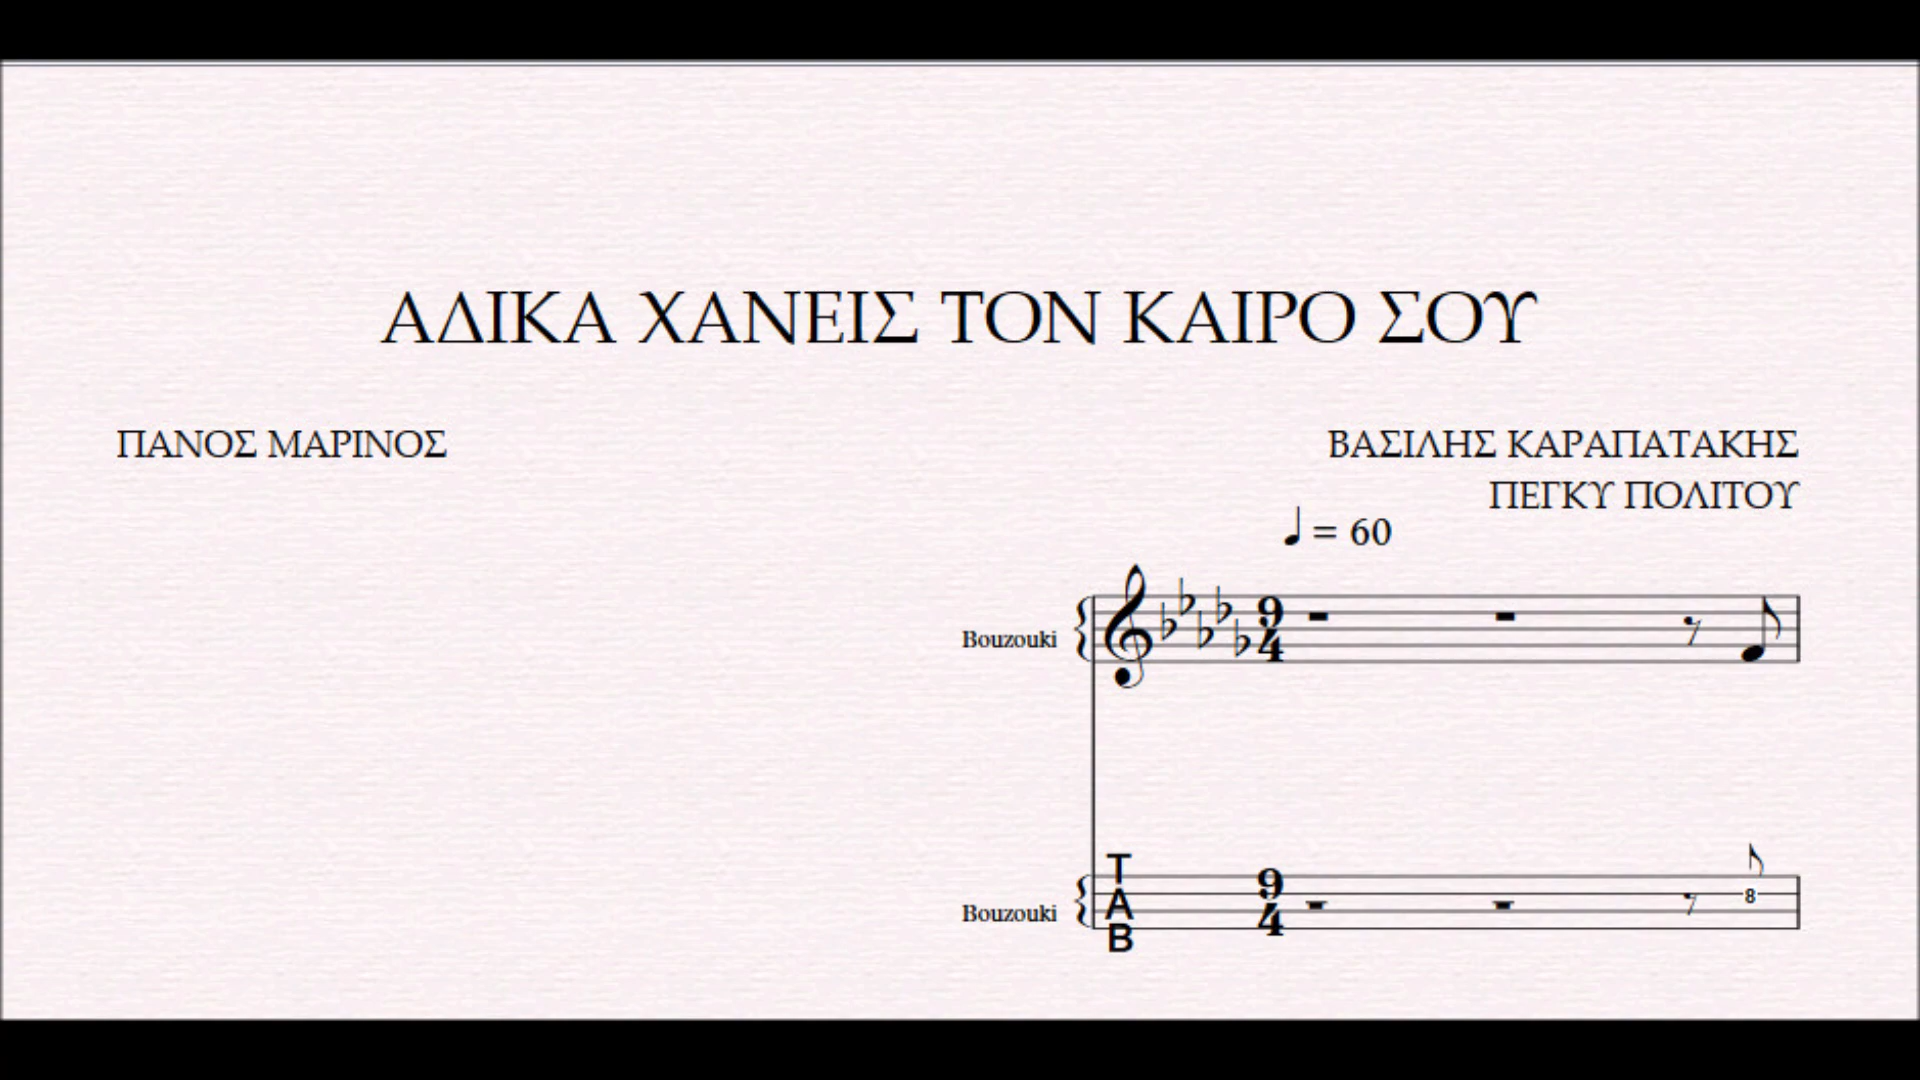 ΑΔΙΚΑ ΧΑΝΕΙΣ ΤΟΝ ΚΑΙΡΟ ΣΟΥ
ΠΑΝΟΣ ΜΑΡΙΝΟΣ
ΒΑΣΙΛΗΣ ΚΑΡΑΠΑΤΑΚΗΣ
ΠΕΓΚΥ ΠΟΛΙΤΟΥ
♩ = 60
Bouzouki
9
4
Bouzouki
T
A
B
9
4
8